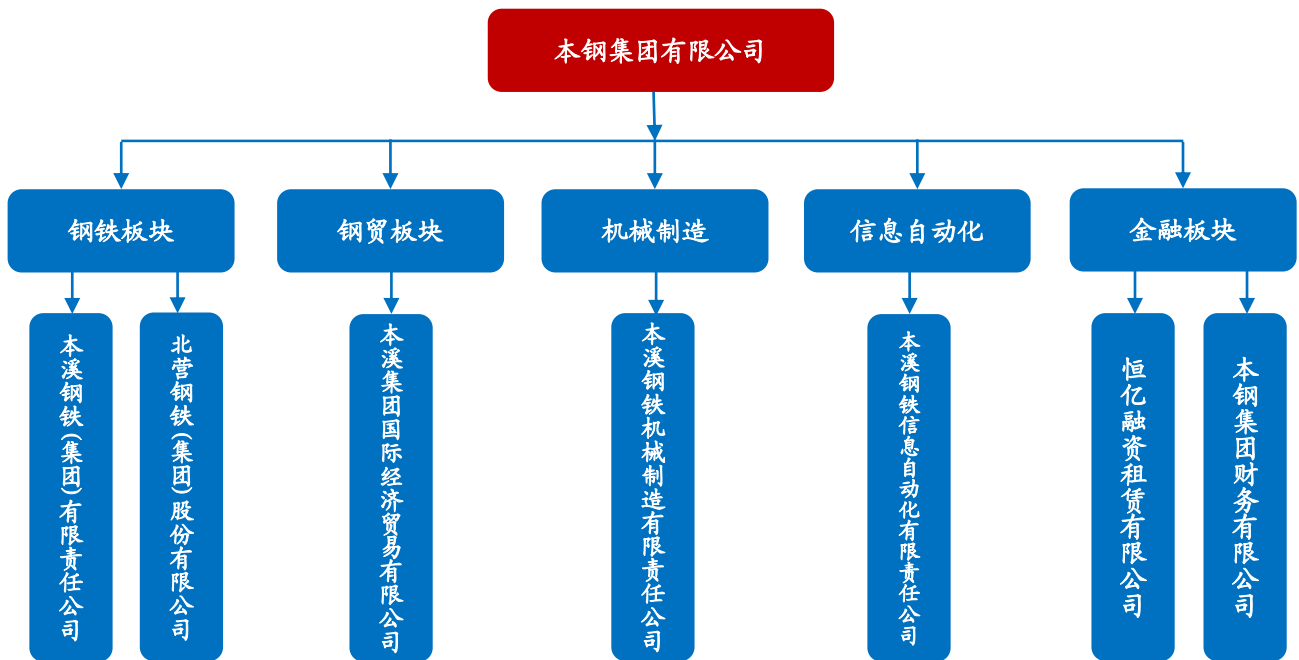 本钢集团有限公司
钢铁板块
钢贸板块
机械制造
信息自动化
金融板块
本溪钢铁(集团)有限责任公司
北营钢铁(集团)股份有限公司
本溪集团国际经济贸易有限公司
本溪钢铁机械制造有限责任公司
本溪钢铁信息自动化有限责任公司
恒亿融资租赁有限公司
本钢集团财务有限公司